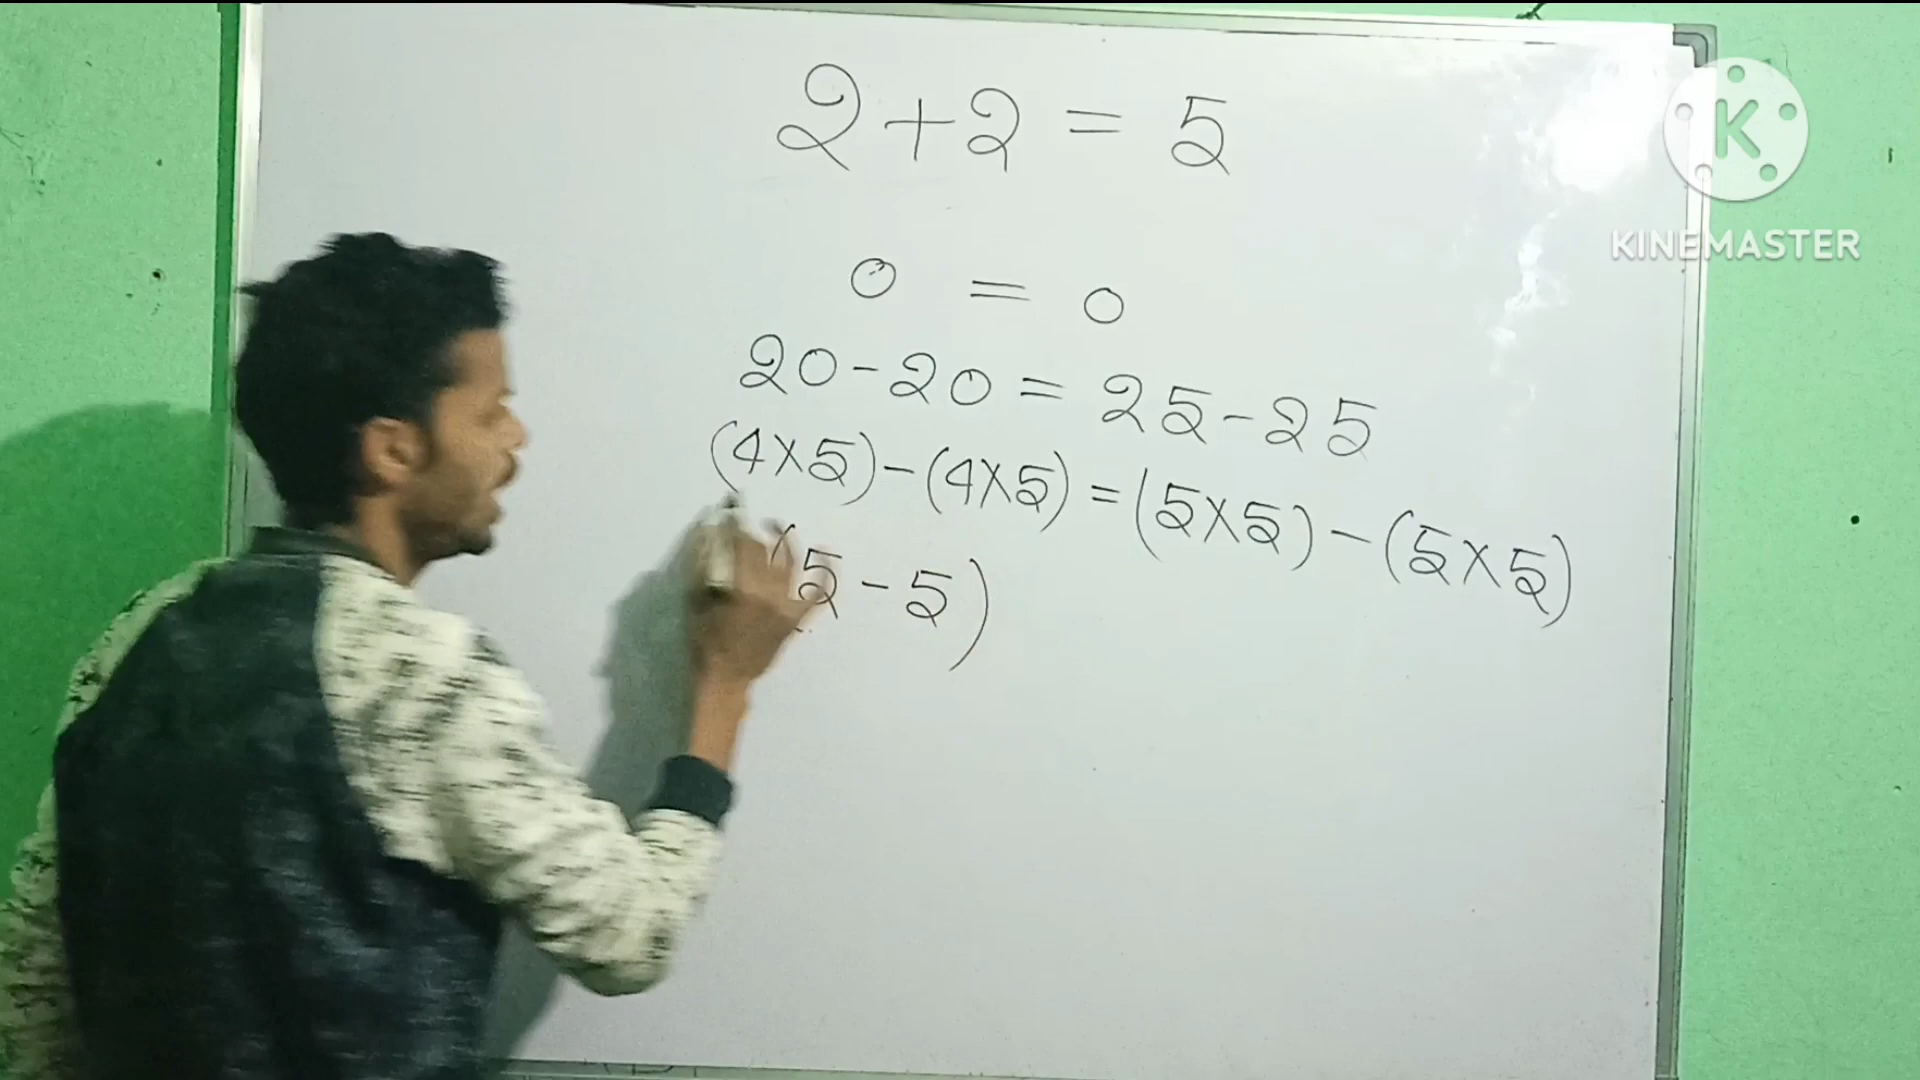 2+2=5
K
KINEMASTER
0 = 0
20-20=25-25
(4×5)-(4×5)=(5×5)-(5×5)
(5-5)